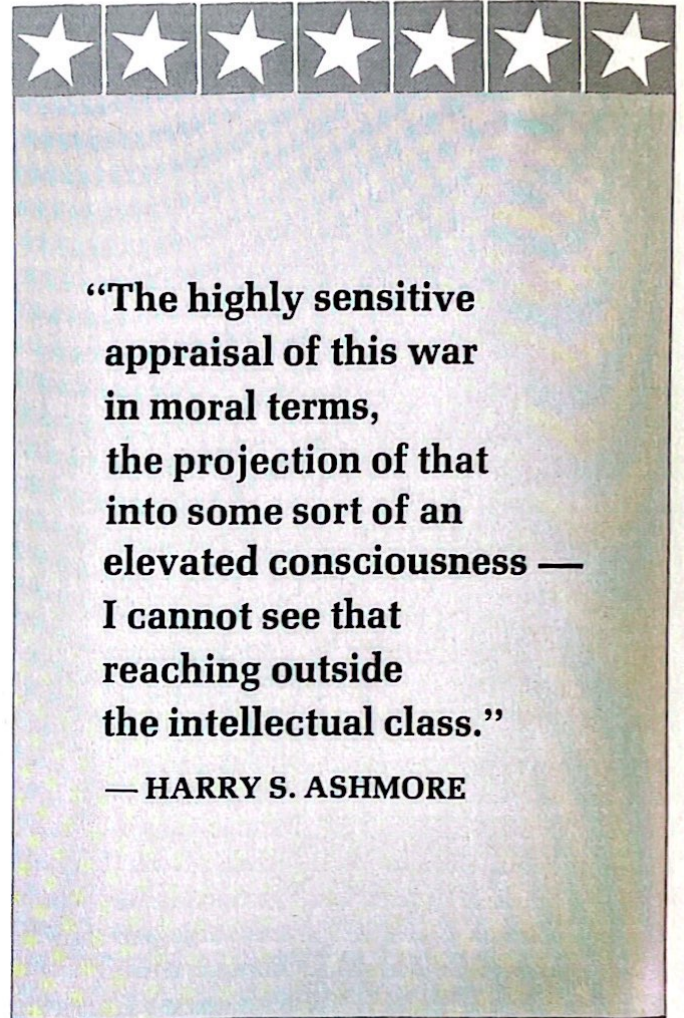 “The highly sensitive
appraisal of this war
in moral terms,
the projection of that
into some sort of an
elevated consciousness —
I cannot see that
reaching outside
the intellectual class.”
— HARRY S. ASHMORE